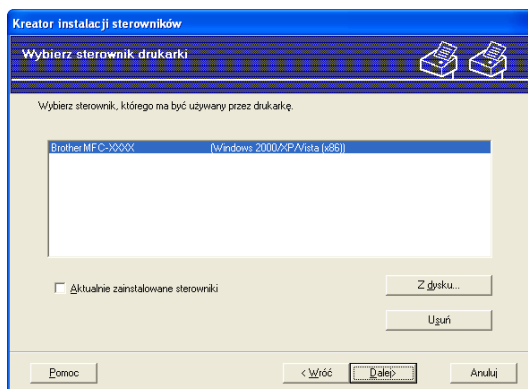 Kreator instalacji sterowników
Wybierz sterownik drukarki
Wybierz sterownik, którego ma być używany przez drukarkę.
Brother MFC-XXXX (Windows 2000/XP/Vista (x86))
Aktualnie zainstalowane sterowniki
Z dysku...
Usuń
Pomoc
< Wróć
Dalej>
Anuluj